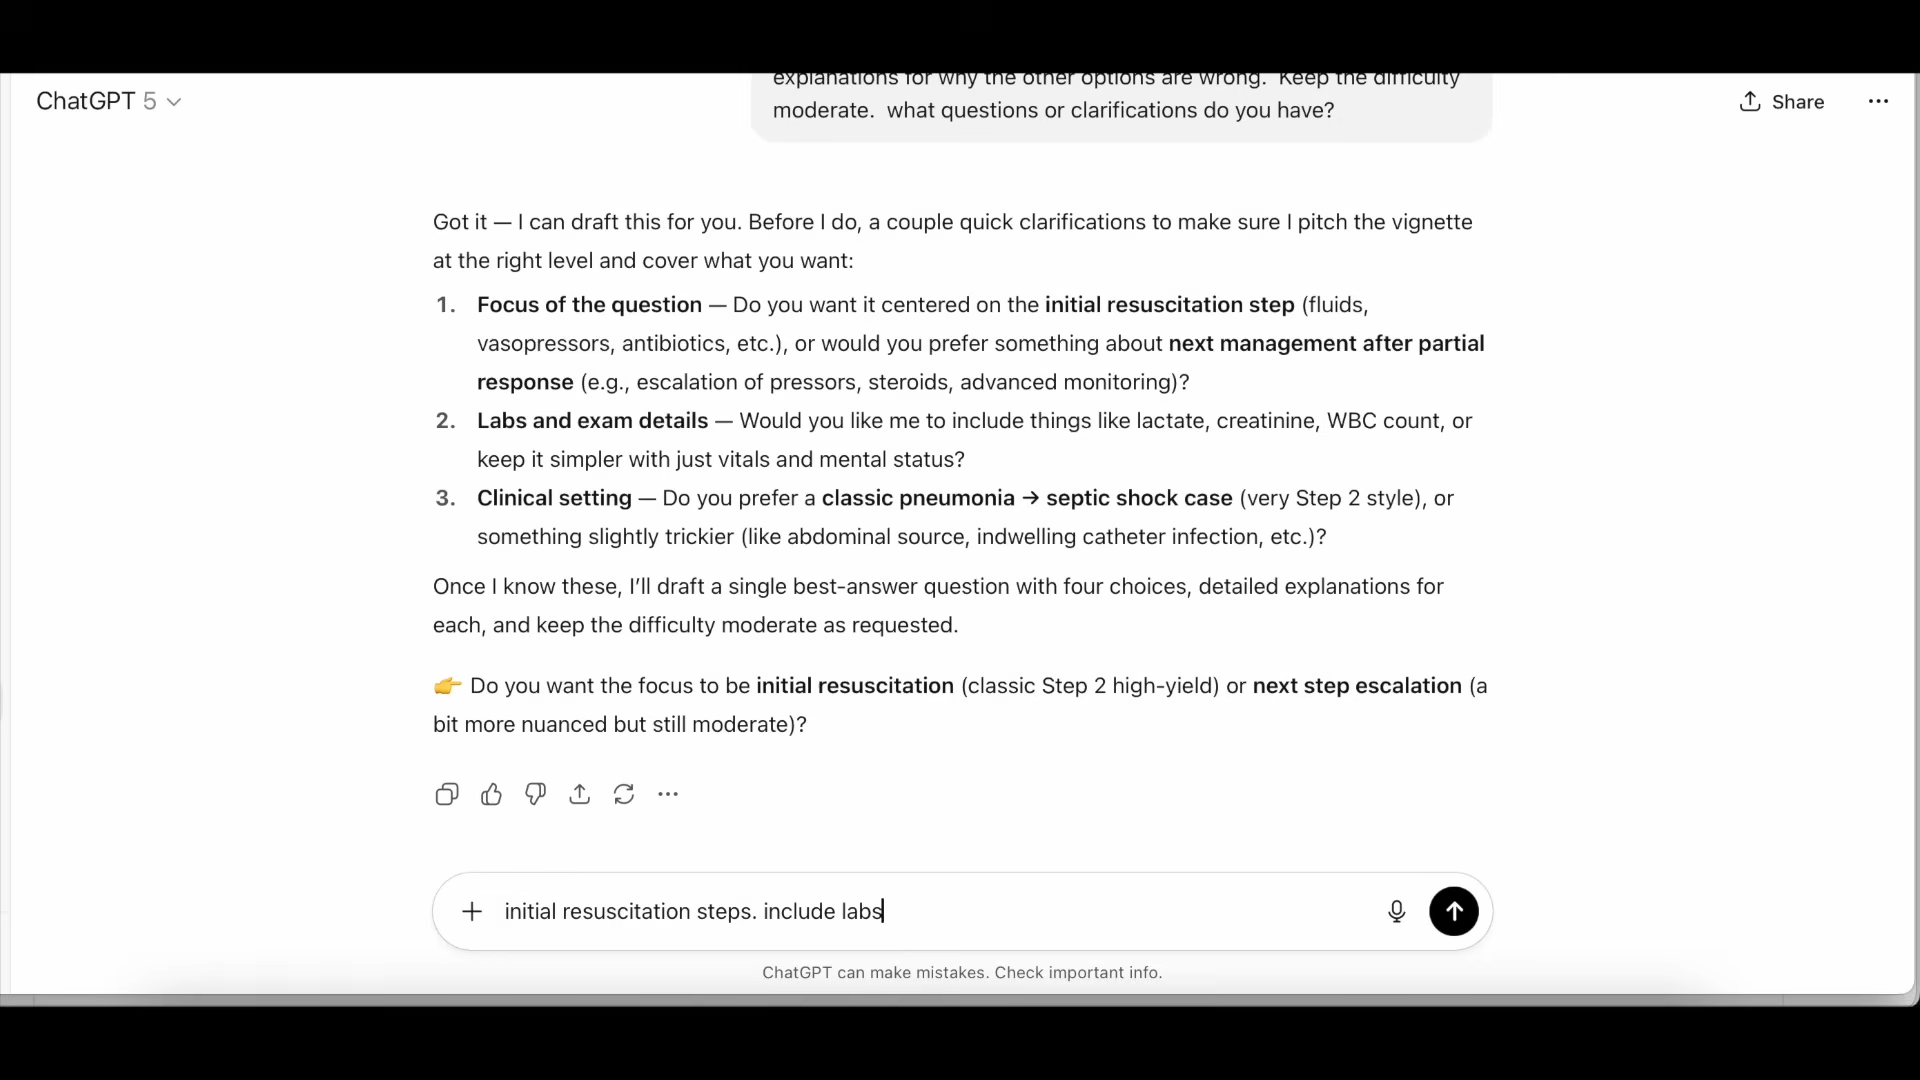 explanations for why the other options are wrong.  Keep the difficulty
moderate.  what questions or clarifications do you have?
ChatGPT 5
Share
Got it — I can draft this for you. Before I do, a couple quick clarifications to make sure I pitch the vignette
at the right level and cover what you want:
1. Focus of the question — Do you want it centered on the initial resuscitation step (fluids,
vasopressors, antibiotics, etc.), or would you prefer something about next management after partial
response (e.g., escalation of pressors, steroids, advanced monitoring)?
2. Labs and exam details — Would you like me to include things like lactate, creatinine, WBC count, or
keep it simpler with just vitals and mental status?
3. Clinical setting — Do you prefer a classic pneumonia → septic shock case (very Step 2 style), or
something slightly trickier (like abdominal source, indwelling catheter infection, etc.)?
Once I know these, I’ll draft a single best-answer question with four choices, detailed explanations for
each, and keep the difficulty moderate as requested.
👉 Do you want the focus to be initial resuscitation (classic Step 2 high-yield) or next step escalation (a
bit more nuanced but still moderate)?
initial resuscitation steps. include labs
ChatGPT can make mistakes. Check important info.